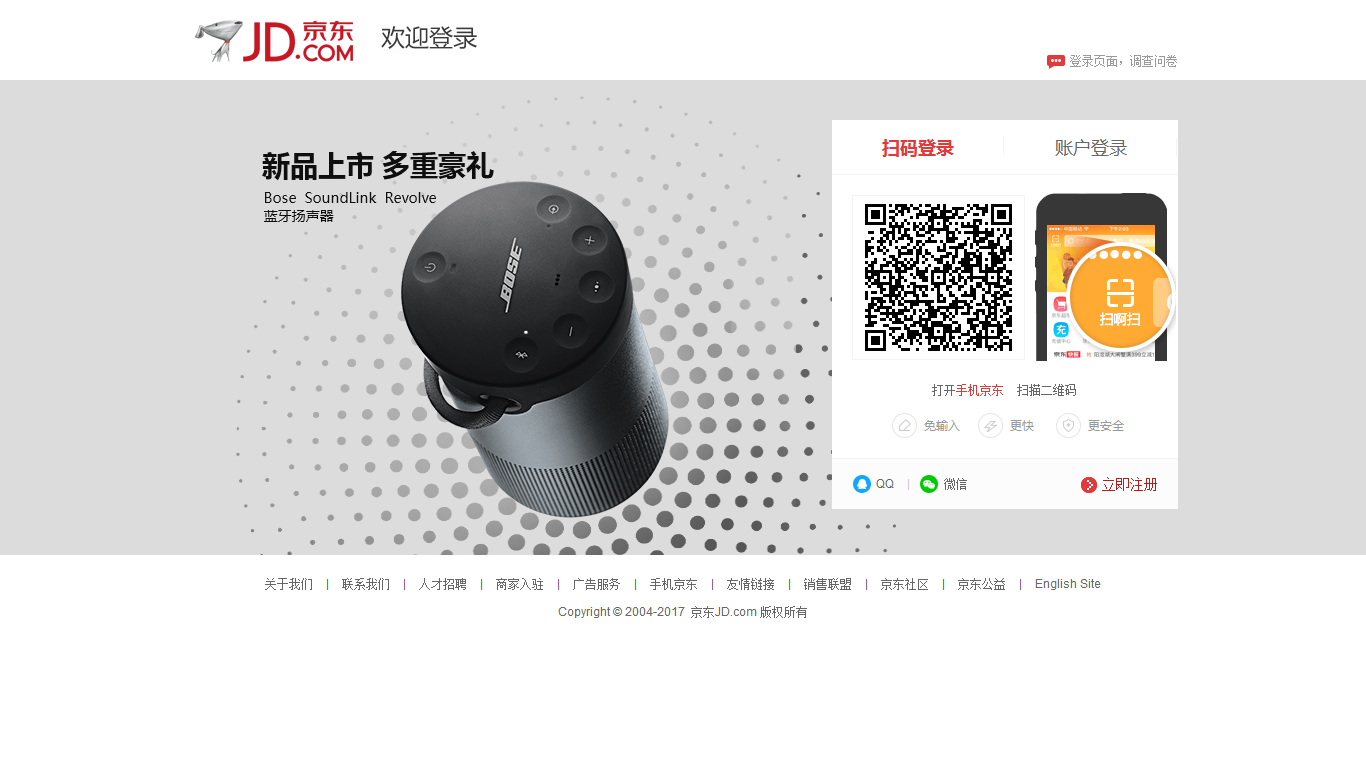 京东
JD.COM
欢迎登录
登录页面，调查问卷
新品上市 多重豪礼
Bose SoundLink Revolve
蓝牙扬声器
BOSE
扫码登录
账户登录
扫啊扫
打开手机京东 扫描二维码
免输入 更快 更安全
QQ | 微信
立即注册
关于我们 | 联系我们 | 人才招聘 | 商家入驻 | 广告服务 | 手机京东 | 友情链接 | 销售联盟 | 京东社区 | 京东公益 | English Site
Copyright © 2004-2017 京东JD.com 版权所有